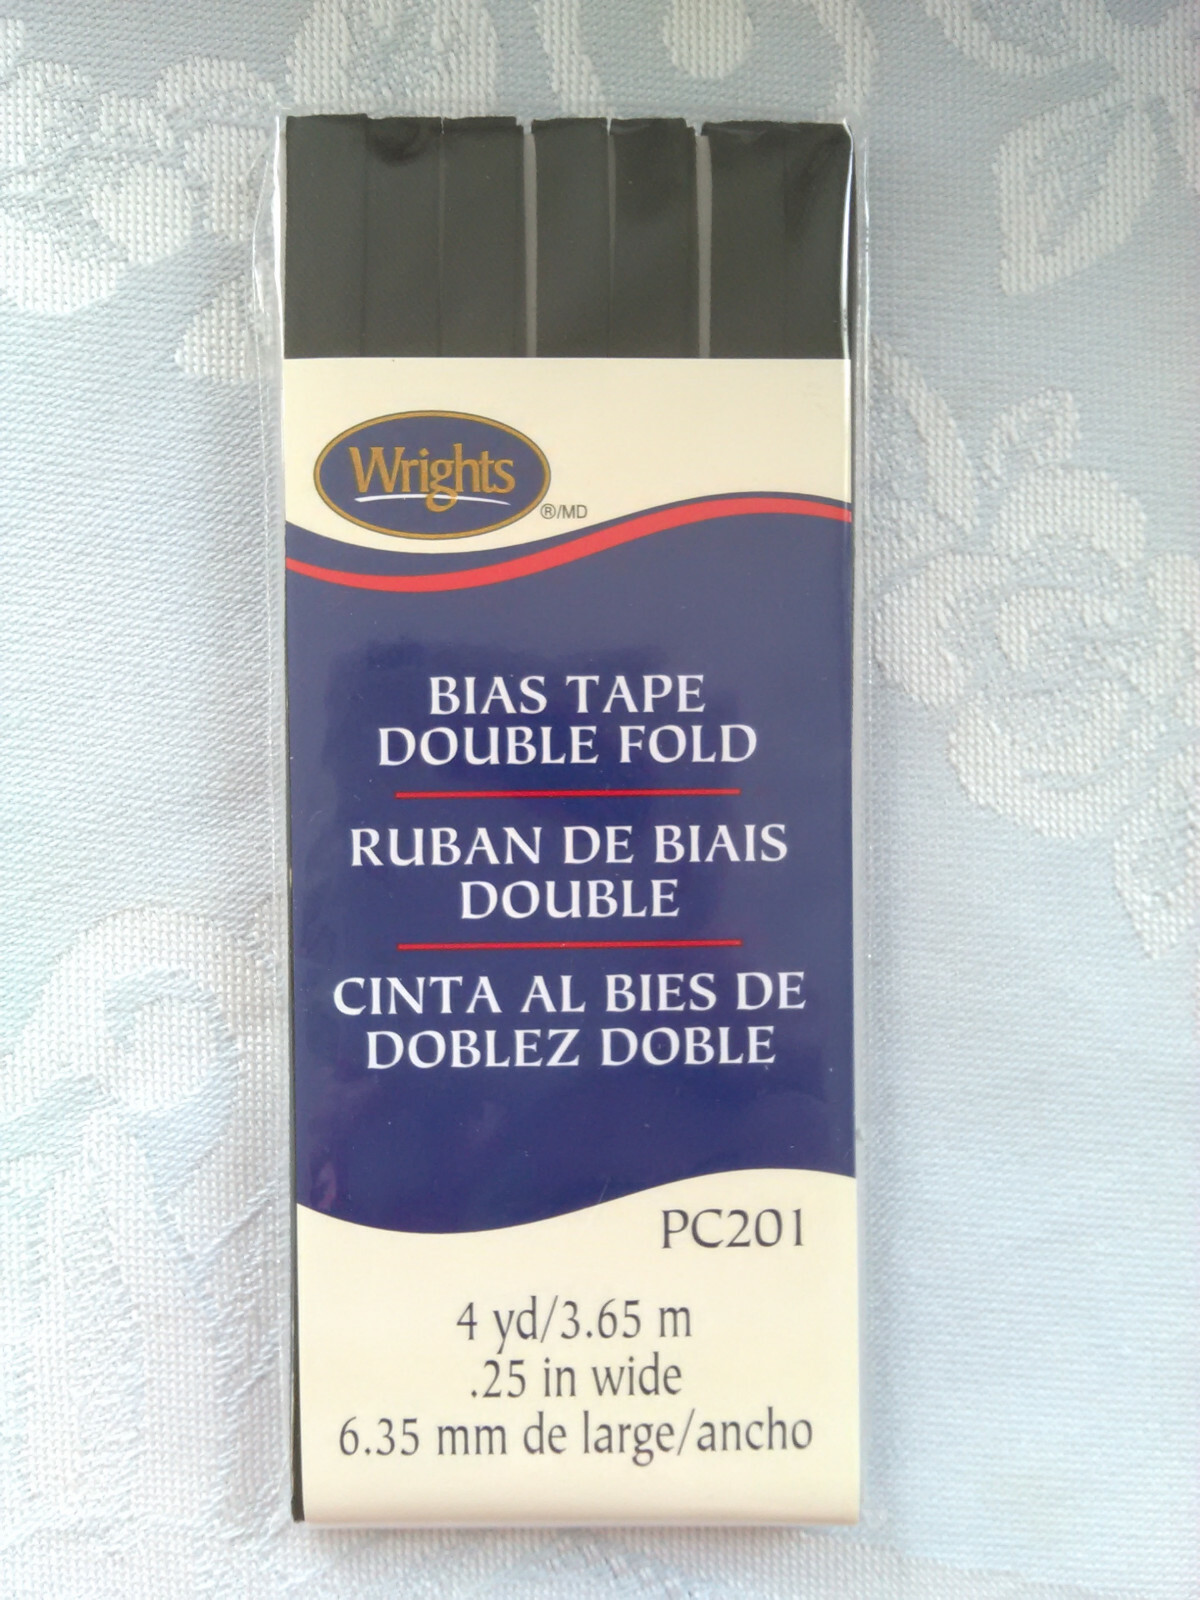 Wrights
®/MD
BIAS TAPE
DOUBLE FOLD
RUBAN DE BIAIS
DOUBLE
CINTA AL BIES DE
DOBLEZ DOBLE
PC201
4 yd/3.65 m
.25 in wide
6.35 mm de large/ancho